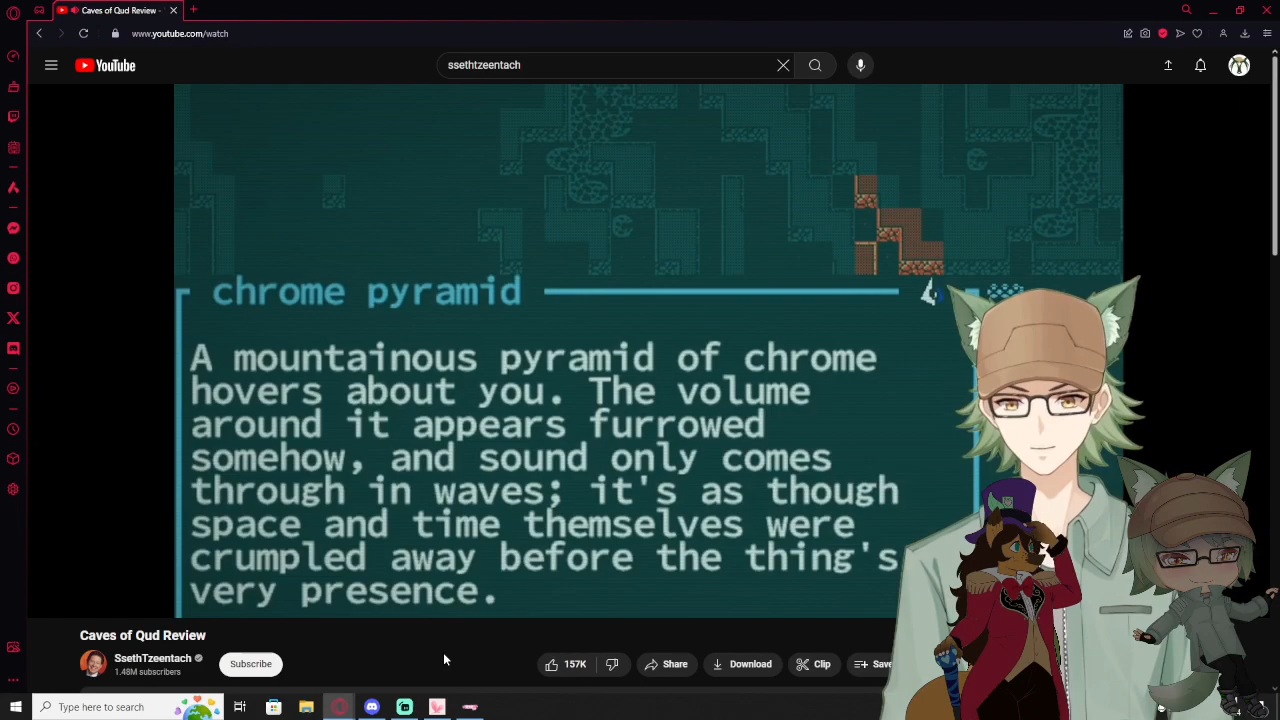 Caves of Qud Review -
www.youtube.com/watch
YouTube
ssethtzeentach
chrome pyramid
A mountainous pyramid of chrome
hovers about you. The volume
around it appears furrowed
somehow, and sound only comes
through in waves; it's as though
space and time themselves were
crumpled away before the thing's
very presence.
Caves of Qud Review
SsethTzeentach
1.48M subscribers
Subscribe
157K
Share
Download
Clip
Save
Type here to search